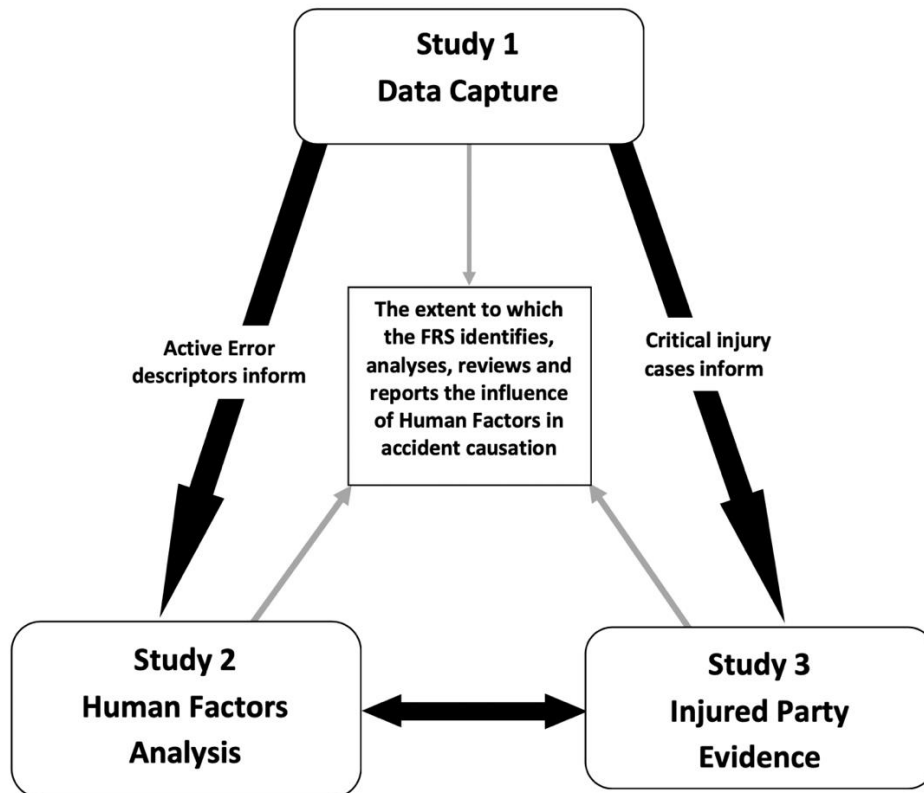 Study 1
Data Capture
The extent to which
the FRS identifies,
analyses, reviews and
reports the influence
of Human Factors in
accident causation
Active Error
descriptors inform
Critical injury
cases inform
Study 2
Human Factors
Analysis
Study 3
Injured Party
Evidence